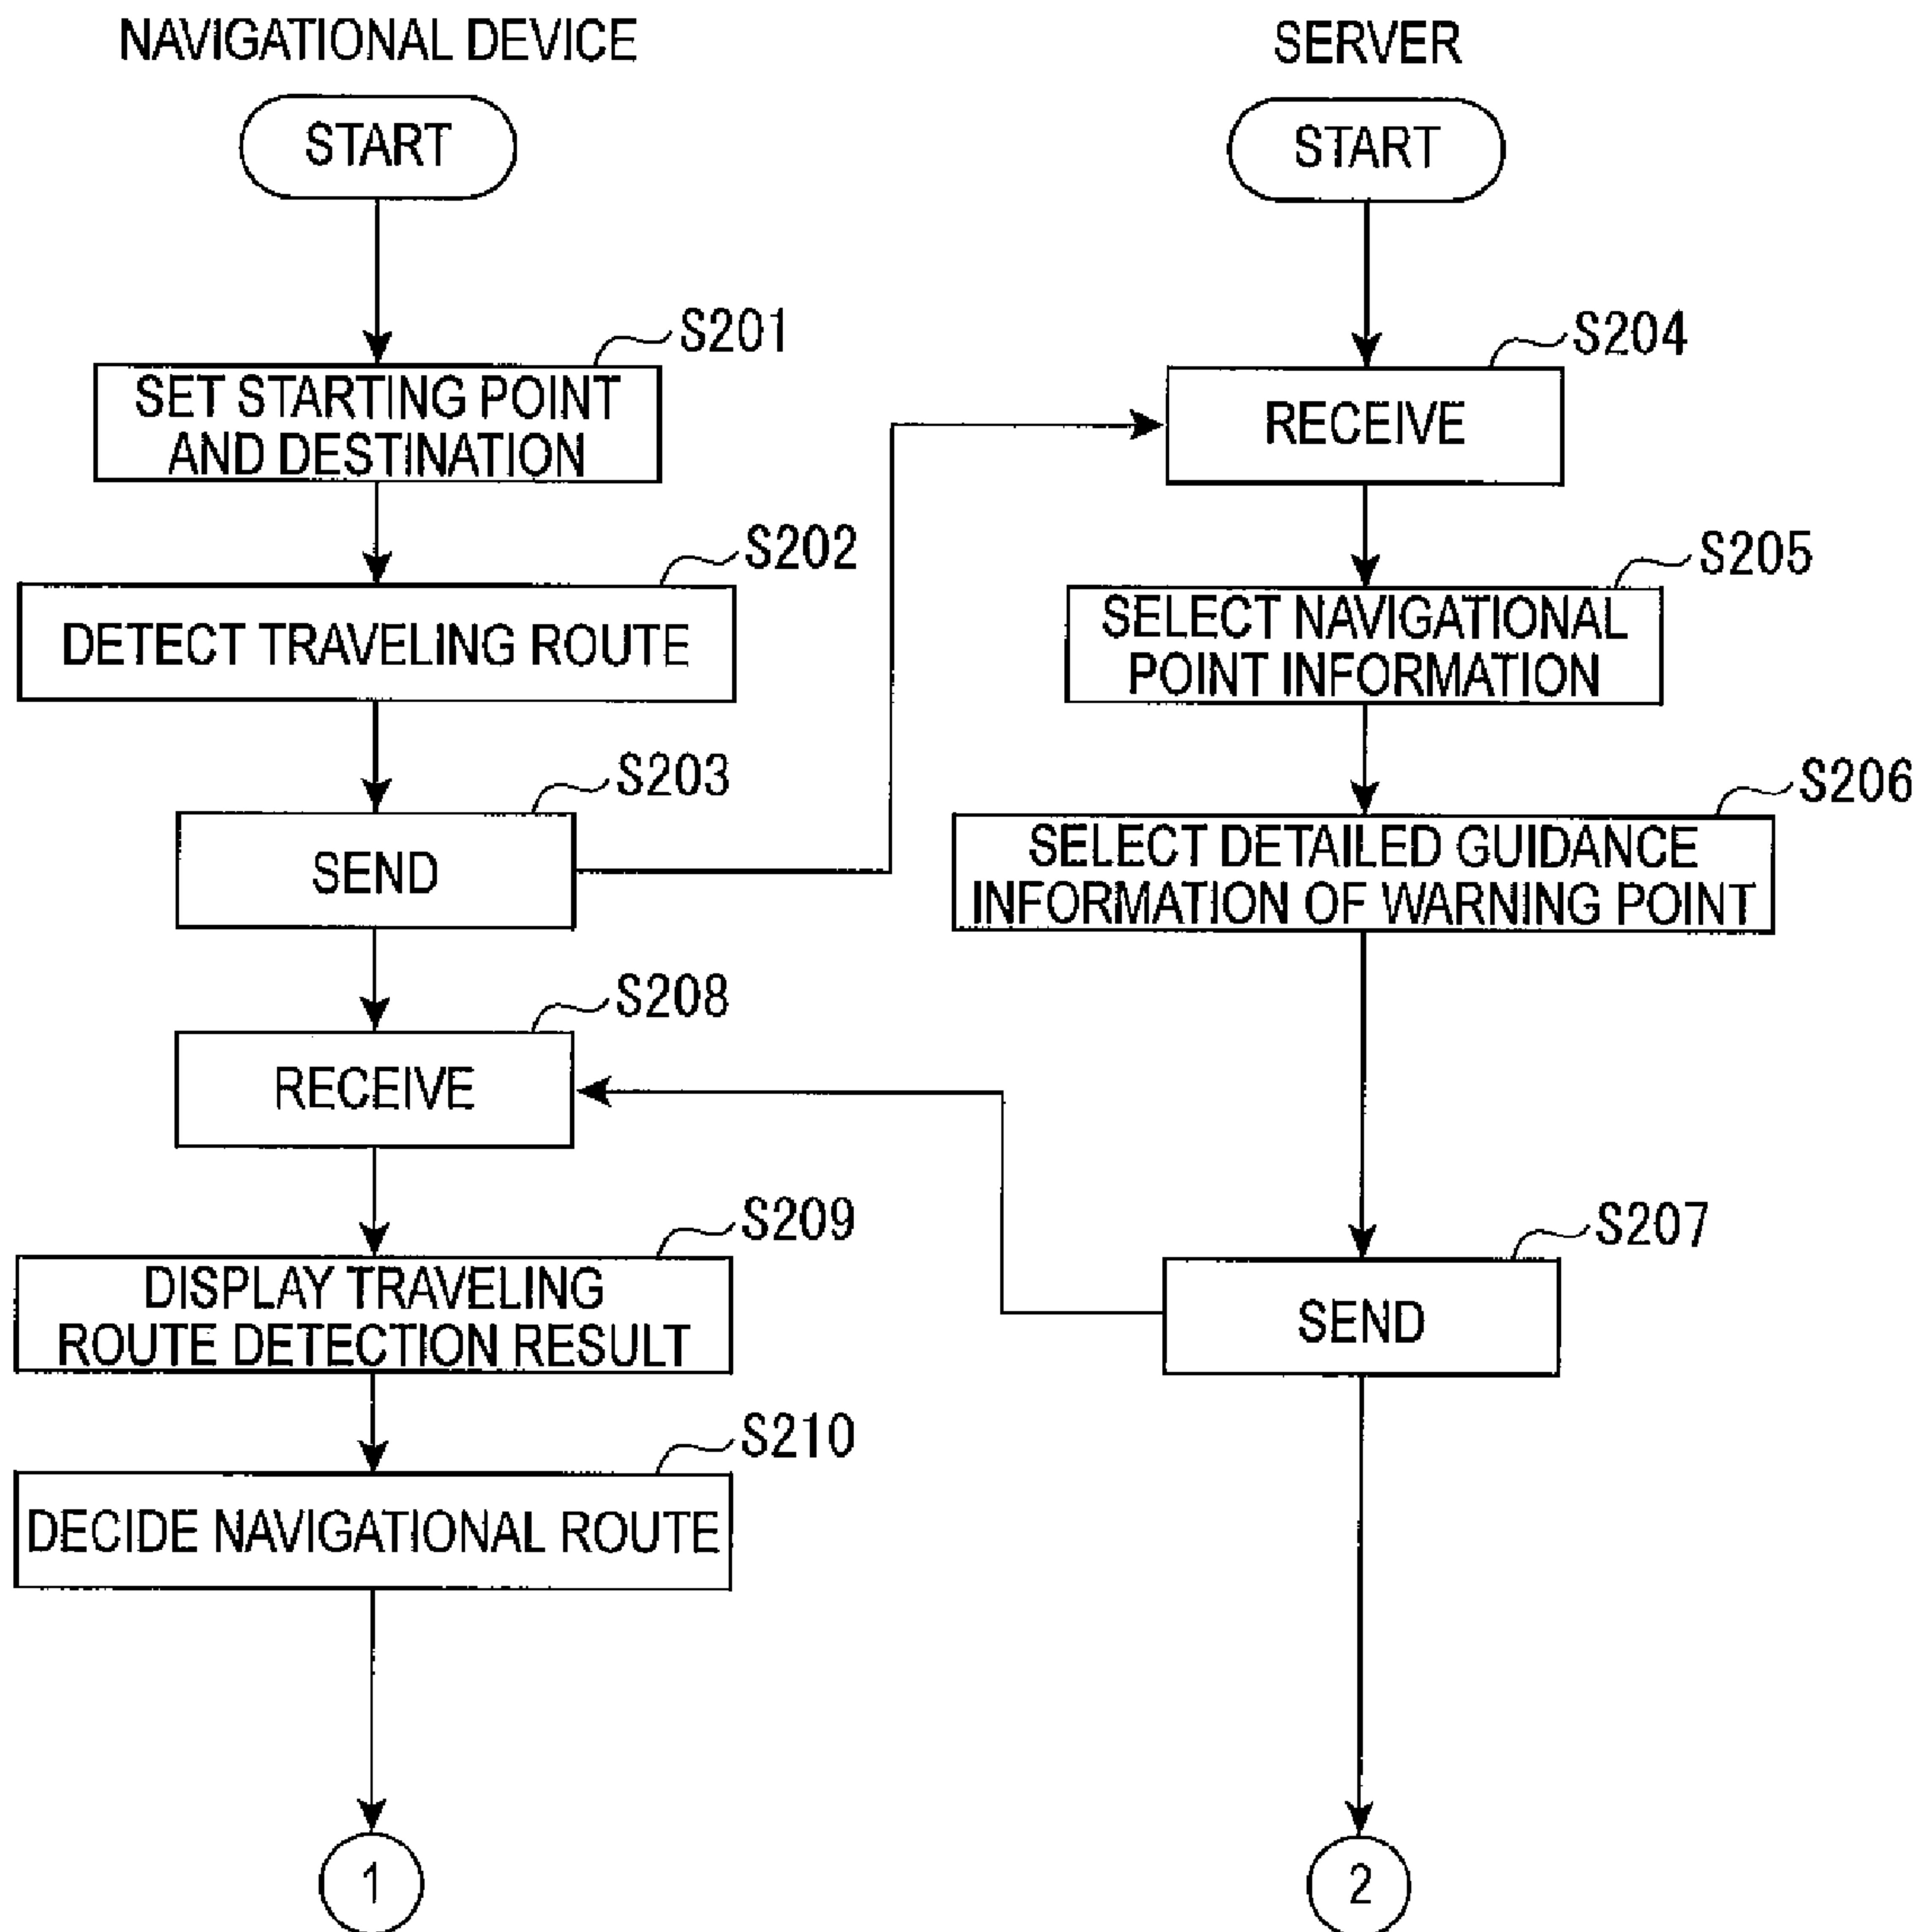 NAVIGATIONAL DEVICE
START
S201
SET STARTING POINT
AND DESTINATION
S202
DETECT TRAVELING ROUTE
S203
SEND
S208
RECEIVE
S209
DISPLAY TRAVELING
ROUTE DETECTION RESULT
S210
DECIDE NAVIGATIONAL ROUTE
1
SERVER
START
S204
RECEIVE
S205
SELECT NAVIGATIONAL
POINT INFORMATION
S206
SELECT DETAILED GUIDANCE
INFORMATION OF WARNING POINT
S207
SEND
2